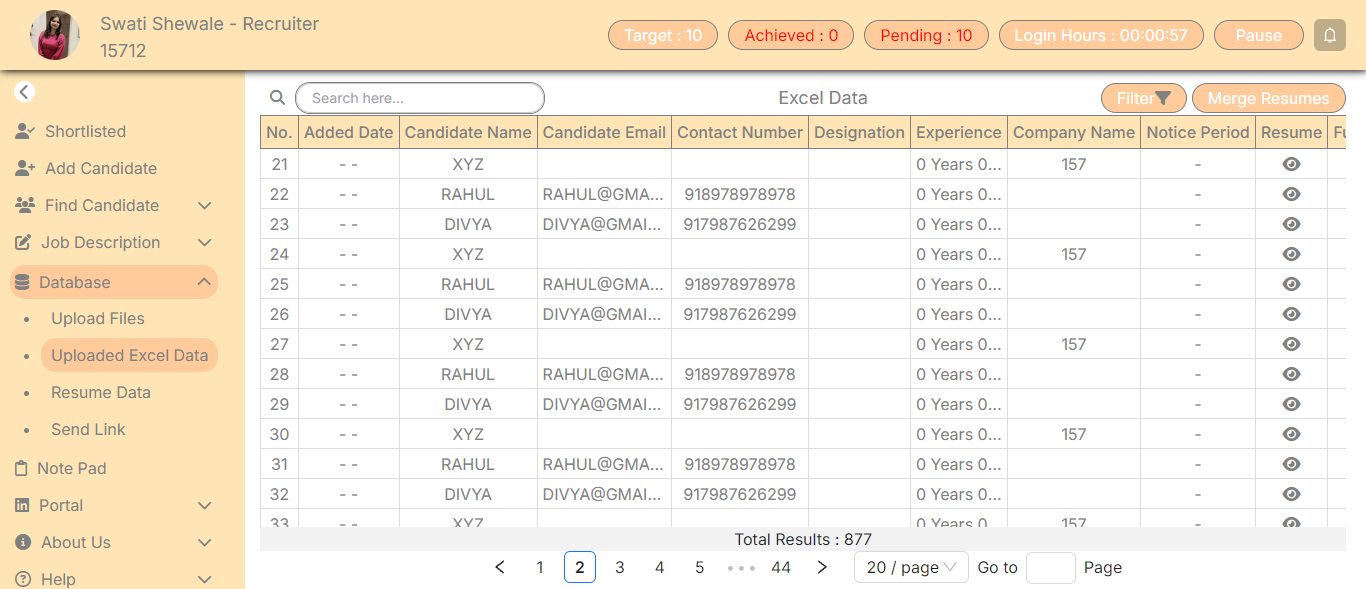 Swati Shewale - Recruiter
15712
Target : 10 Achieved : 0 Pending : 10 Login Hours : 00:00:57 Pause
Shortlisted
Add Candidate
Find Candidate
Job Description
Database
Upload Files
Uploaded Excel Data
Resume Data
Send Link
Note Pad
Portal
About Us
Help
Search here... Excel Data Filter Merge Resumes
No. Added Date Candidate Name Candidate Email Contact Number Designation Experience Company Name Notice Period Resume Fu
21 - - XYZ 0 Years 0... 157 -
22 - - RAHUL RAHUL@GMA... 918978978978 0 Years 0... -
23 - - DIVYA DIVYA@GMAI... 917987626299 0 Years 0... -
24 - - XYZ 0 Years 0... 157 -
25 - - RAHUL RAHUL@GMA... 918978978978 0 Years 0... -
26 - - DIVYA DIVYA@GMAI... 917987626299 0 Years 0... -
27 - - XYZ 0 Years 0... 157 -
28 - - RAHUL RAHUL@GMA... 918978978978 0 Years 0... -
29 - - DIVYA DIVYA@GMAI... 917987626299 0 Years 0... -
30 - - XYZ 0 Years 0... 157 -
31 - - RAHUL RAHUL@GMA... 918978978978 0 Years 0... -
32 - - DIVYA DIVYA@GMAI... 917987626299 0 Years 0... -
33 - - XYZ 0 Years 0... 157 -
Total Results : 877
1 2 3 4 5 ••• 44 20 / page Go to Page